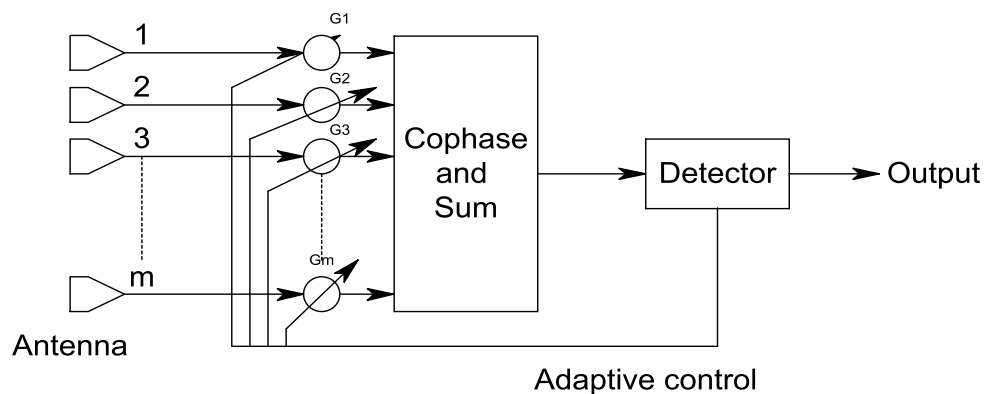 G1
1
G2
2
G3
3
Cophase
and
Sum
Detector
Output
Gm
m
Antenna
Adaptive control